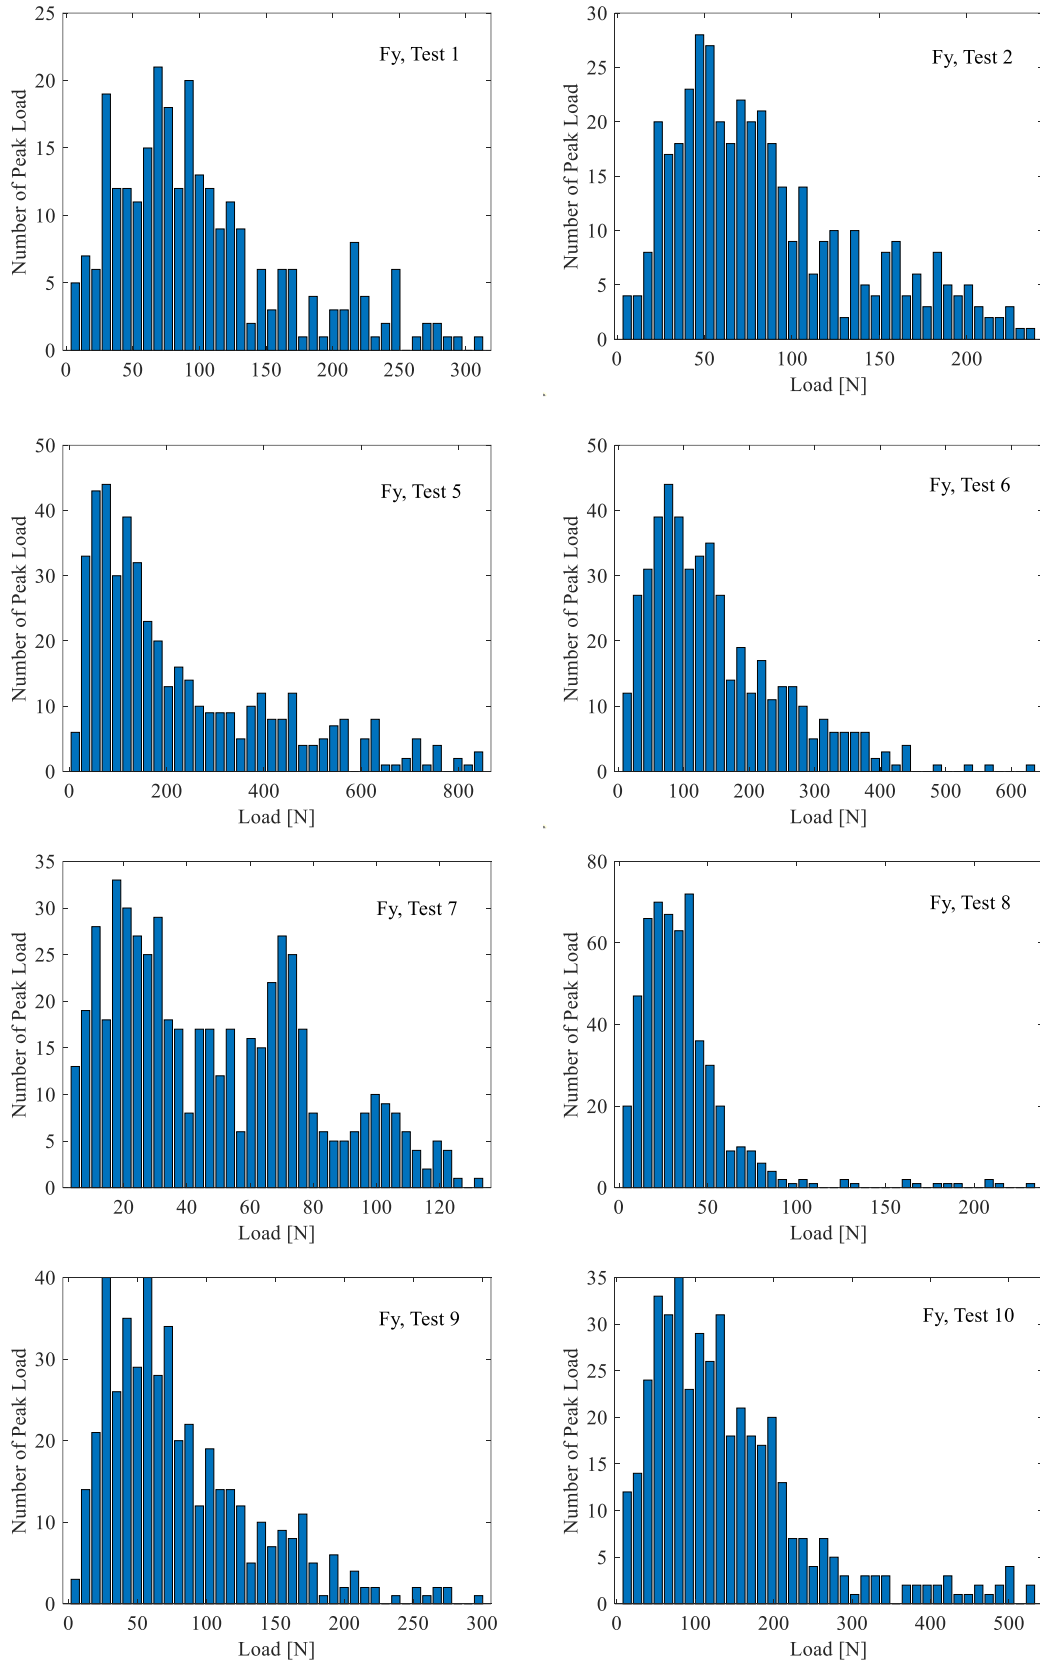 25
20
15
10
5
0
Number of Peak Load
Fy, Test 1
0 50 100 150 200 250 300
30
25
20
15
10
5
0
Number of Peak Load
Fy, Test 2
0 50 100 150 200
Load [N]
50
40
30
20
10
0
Number of Peak Load
Fy, Test 5
0 200 400 600 800
Load [N]
50
40
30
20
10
0
Number of Peak Load
Fy, Test 6
0 100 200 300 400 500 600
Load [N]
35
30
25
20
15
10
5
0
Number of Peak Load
Fy, Test 7
20 40 60 80 100 120
Load [N]
80
60
40
20
0
Number of Peak Load
Fy, Test 8
0 50 100 150 200
Load [N]
40
30
20
10
0
Number of Peak Load
Fy, Test 9
0 50 100 150 200 250 300
Load [N]
35
30
25
20
15
10
5
0
Number of Peak Load
Fy, Test 10
0 100 200 300 400 500
Load [N]